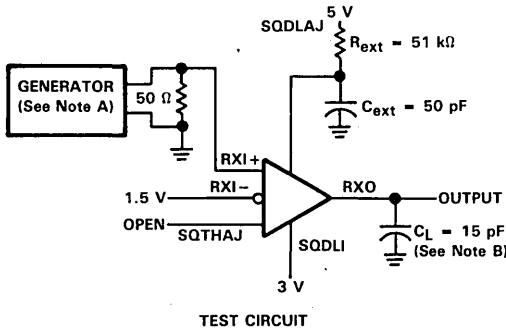 5 V
SQDLAJ
Rext = 51 kΩ
GENERATOR
(See Note A)
50 Ω
Cext = 50 pF
RXI+
1.5 V
RXI−
RXO
OUTPUT
OPEN
SQTHAJ
SQDLI
CL = 15 pF
(See Note B)
3 V
TEST CIRCUIT